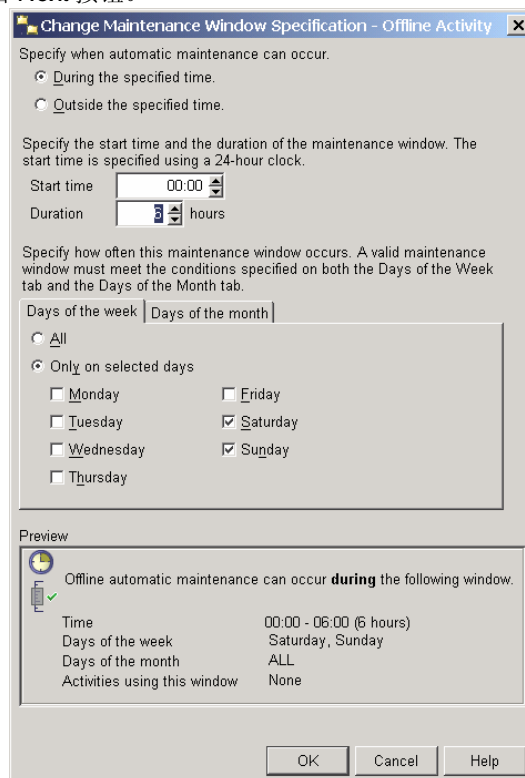 Change Maintenance Window Specification - Offline Activity
Specify when automatic maintenance can occur.
During the specified time.
Outside the specified time.
Specify the start time and the duration of the maintenance window. The
start time is specified using a 24-hour clock.
Start time 00:00
Duration 6 hours
Specify how often this maintenance window occurs. A valid maintenance
window must meet the conditions specified on both the Days of the Week
tab and the Days of the Month tab.
Days of the week Days of the month
All
Only on selected days
Monday Friday
Tuesday Saturday
Wednesday Sunday
Thursday
Preview
Offline automatic maintenance can occur during the following window.
Time 00:00 - 06:00 (6 hours)
Days of the week Saturday, Sunday
Days of the month ALL
Activities using this window None
OK Cancel Help